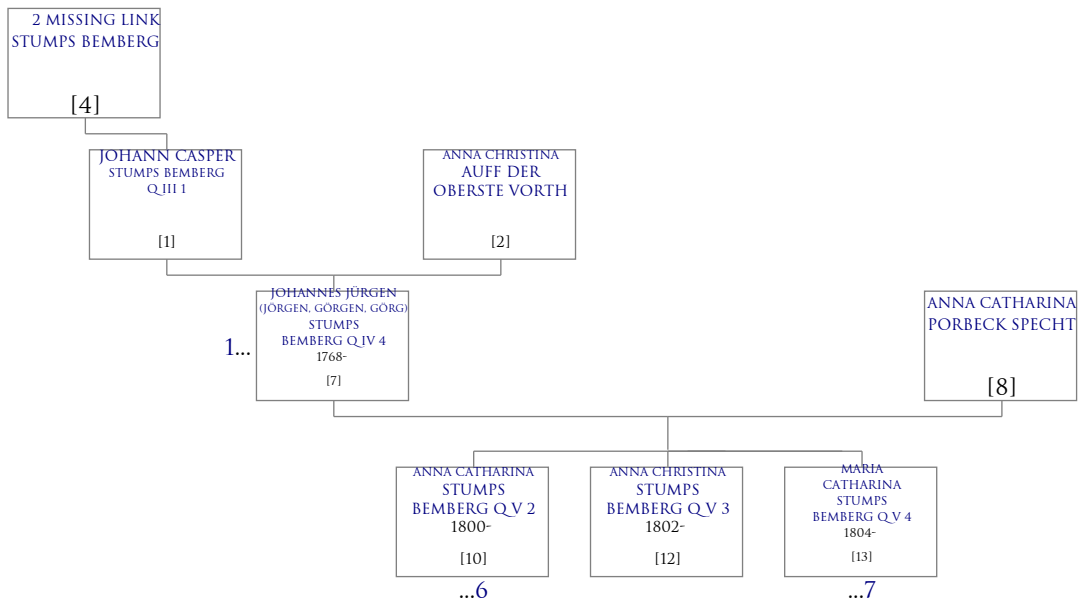 2 MISSING LINK
STUMPS BEMBERG
[4]
JOHANN CASPER
STUMPS BEMBERG
Q III 1
[1]
ANNA CHRISTINA
AUFF DER
OBERSTE VORTH
[2]
JOHANNES JÜRGEN
(JÖRGEN, GÖRGEN, GÖRG)
STUMPS
BEMBERG Q IV 4
1768-
[7]
1...
ANNA CATHARINA
PORBECK SPECHT
[8]
ANNA CATHARINA
STUMPS
BEMBERG Q V 2
1800-
[10]
...6
ANNA CHRISTINA
STUMPS
BEMBERG Q V 3
1802-
[12]
MARIA
CATHARINA
STUMPS
BEMBERG Q V 4
1804-
[13]
...7